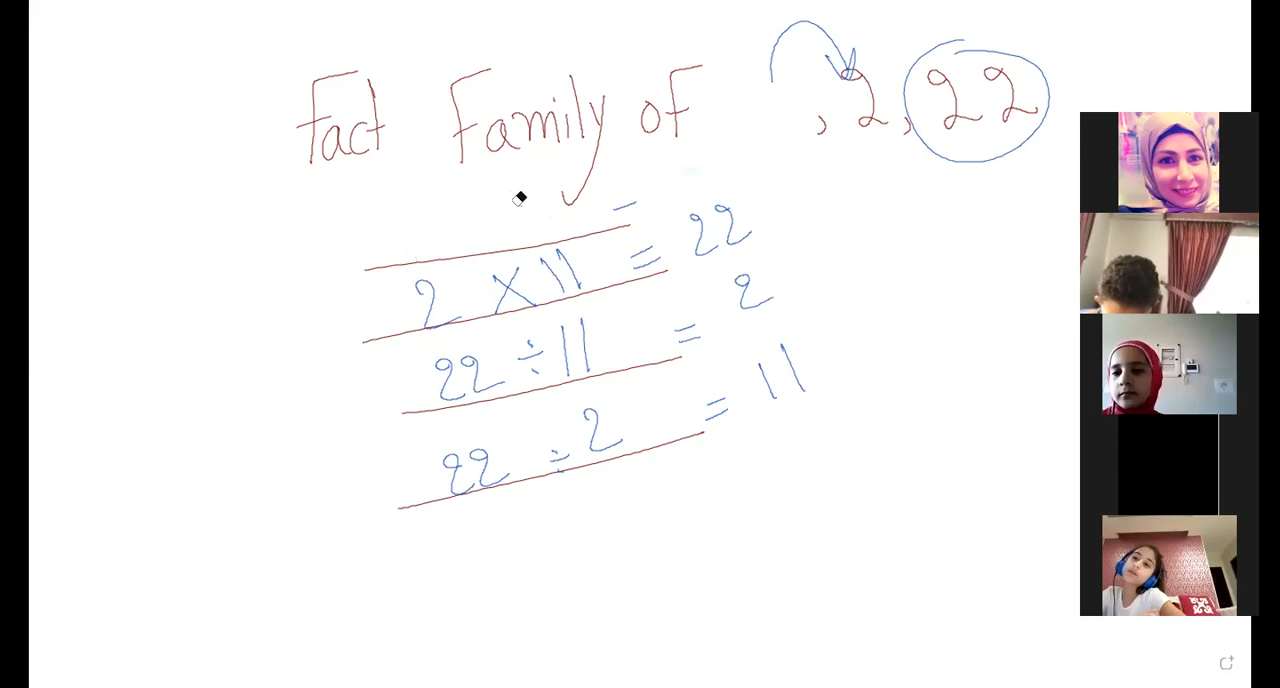 Fact Family of , 2, 22
=
2 × 11 = 22
22 ÷ 11 = 2
22 ÷ 2 = 11